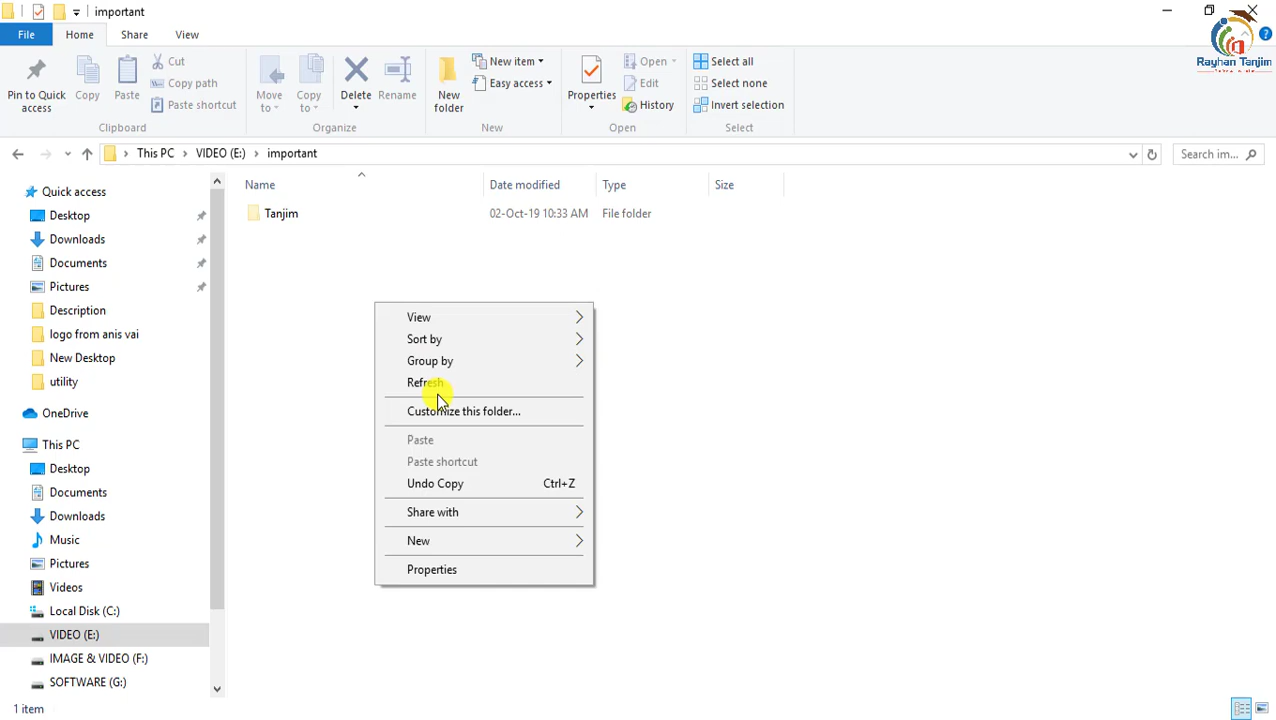 important
File
Home
Share
View
Pin to Quick access
Copy
Paste
Cut
Copy path
Paste shortcut
Clipboard
Move to
Copy to
Delete
Rename
Organize
New folder
New item
Easy access
New
Properties
Open
Edit
History
Open
Select all
Select none
Invert selection
Select
Rayhan Tanjim
This PC
VIDEO (E:)
important
Search im...
Name
Date modified
Type
Size
Tanjim
02-Oct-19 10:33 AM
File folder
Quick access
Desktop
Downloads
Documents
Pictures
Description
logo from anis vai
New Desktop
utility
OneDrive
This PC
Desktop
Documents
Downloads
Music
Pictures
Videos
Local Disk (C:)
VIDEO (E:)
IMAGE & VIDEO (F:)
SOFTWARE (G:)
View
Sort by
Group by
Refresh
Customize this folder...
Paste
Paste shortcut
Undo Copy Ctrl+Z
Share with
New
Properties
1 item